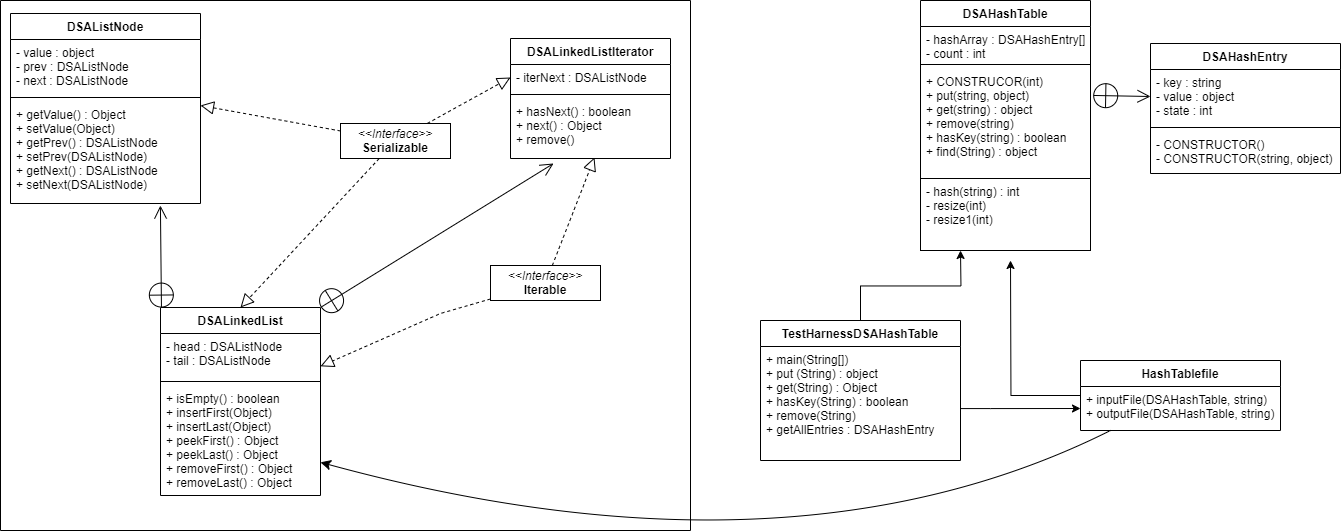 DSAListNode
- value : object
- prev : DSAListNode
- next : DSAListNode
+ getValue() : Object
+ setValue(Object)
+ getPrev() : DSAListNode
+ setPrev(DSAListNode)
+ getNext() : DSAListNode
+ setNext(DSAListNode)
<<Interface>>
Serializable
DSALinkedListIterator
- iterNext : DSAListNode
+ hasNext() : boolean
+ next() : Object
+ remove()
<<Interface>>
Iterable
DSALinkedList
- head : DSAListNode
- tail : DSAListNode
+ isEmpty() : boolean
+ insertFirst(Object)
+ insertLast(Object)
+ peekFirst() : Object
+ peekLast() : Object
+ removeFirst() : Object
+ removeLast() : Object
DSAHashTable
- hashArray : DSAHashEntry[]
- count : int
+ CONSTRUCOR(int)
+ put(string, object)
+ get(string) : object
+ remove(string)
+ hasKey(string) : boolean
+ find(String) : object
- hash(string) : int
- resize(int)
- resize1(int)
DSAHashEntry
- key : string
- value : object
- state : int
- CONSTRUCTOR()
- CONSTRUCTOR(string, object)
TestHarnessDSAHashTable
+ main(String[])
+ put (String) : object
+ get(String) : Object
+ hasKey(String) : boolean
+ remove(String)
+ getAllEntries : DSAHashEntry
HashTablefile
+ inputFile(DSAHashTable, string)
+ outputFile(DSAHashTable, string)